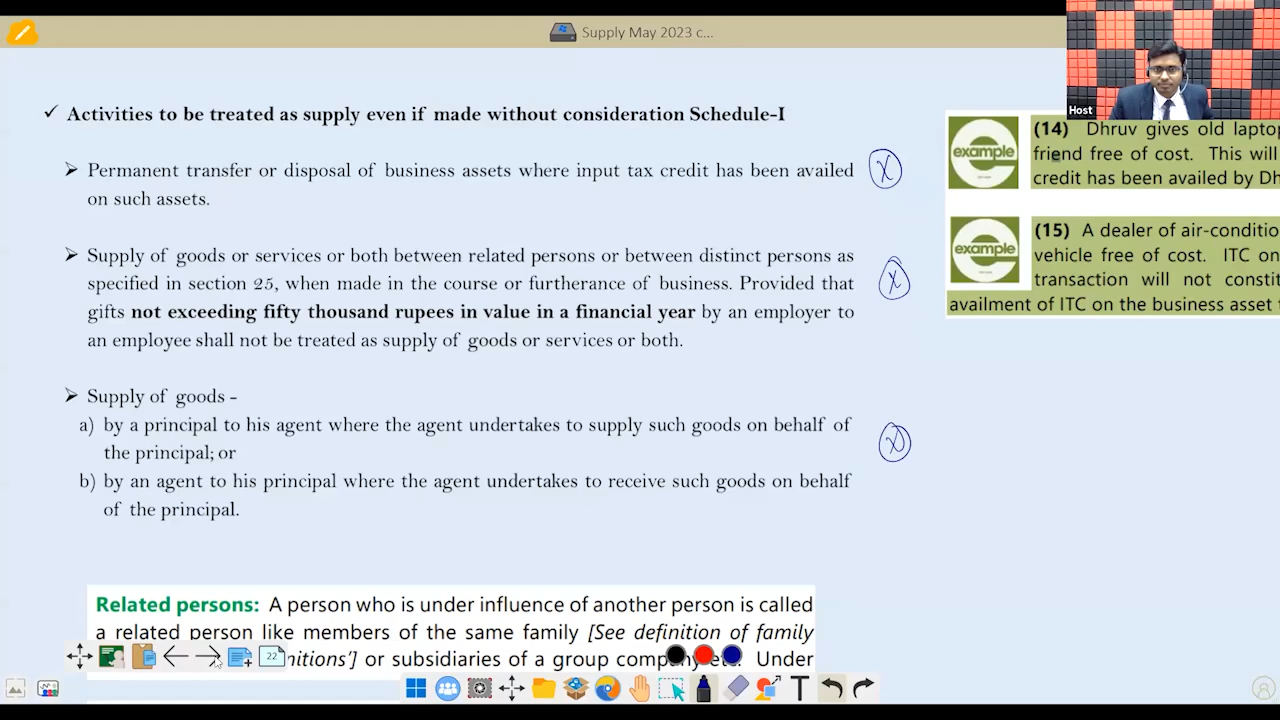 Supply May 2023 c...
Host
✓ Activities to be treated as supply even if made without consideration Schedule-I
➢ Permanent transfer or disposal of business assets where input tax credit has been availed
on such assets.
X
➢ Supply of goods or services or both between related persons or between distinct persons as
specified in section 25, when made in the course or furtherance of business. Provided that
gifts not exceeding fifty thousand rupees in value in a financial year by an employer to
an employee shall not be treated as supply of goods or services or both.
X
➢ Supply of goods -
a) by a principal to his agent where the agent undertakes to supply such goods on behalf of
the principal; or
b) by an agent to his principal where the agent undertakes to receive such goods on behalf
of the principal.
X
example
(14) Dhruv gives old laptop
friend free of cost. This will
credit has been availed by Dh
example
(15) A dealer of air-conditio
vehicle free of cost. ITC on
transaction will not constit
availment of ITC on the business asset
Related persons: A person who is under influence of another person is called
a related person like members of the same family [See definition of family
nitions'] or subsidiaries of a group company etc. Under
22
T